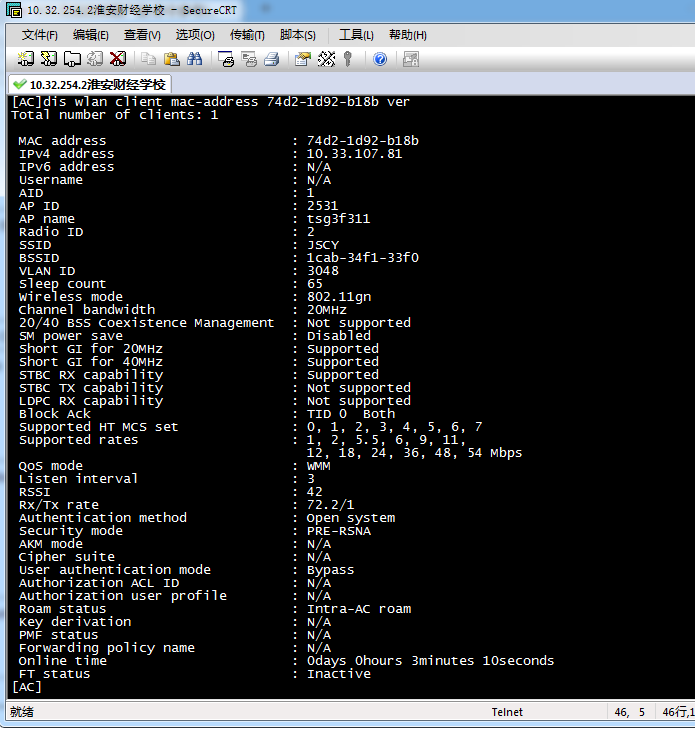 10.32.254.2淮安财经学校 - SecureCRT
文件(F) 编辑(E) 查看(V) 选项(O) 传输(T) 脚本(S) 工具(L) 帮助(H)
10.32.254.2淮安财经学校
[AC]dis wlan client mac-address 74d2-1d92-b18b ver
Total number of clients: 1
MAC address : 74d2-1d92-b18b
IPv4 address : 10.33.107.81
IPv6 address : N/A
Username : N/A
AID : 1
AP ID : 2531
AP name : tsg3f311
Radio ID : 2
SSID : JSCY
BSSID : 1cab-34f1-33f0
VLAN ID : 3048
Sleep count : 65
Wireless mode : 802.11gn
Channel bandwidth : 20MHz
20/40 BSS Coexistence Management : Not supported
SM power save : Disabled
Short GI for 20MHz : Supported
Short GI for 40MHz : Supported
STBC RX capability : Supported
STBC TX capability : Not supported
LDPC RX capability : Not supported
Block Ack : TID 0 Both
Supported HT MCS set : 0, 1, 2, 3, 4, 5, 6, 7
Supported rates : 1, 2, 5.5, 6, 9, 11,
12, 18, 24, 36, 48, 54 Mbps
QoS mode : WMM
Listen interval : 3
RSSI : 42
Rx/Tx rate : 72.2/1
Authentication method : Open system
Security mode : PRE-RSNA
AKM mode : N/A
Cipher suite : N/A
User authentication mode : Bypass
Authorization ACL ID : N/A
Authorization user profile : N/A
Roam status : Intra-AC roam
Key derivation : N/A
PMF status : N/A
Forwarding policy name : N/A
Online time : 0days 0hours 3minutes 10seconds
FT status : Inactive
[AC]
就绪 Telnet 46, 5 46行,1